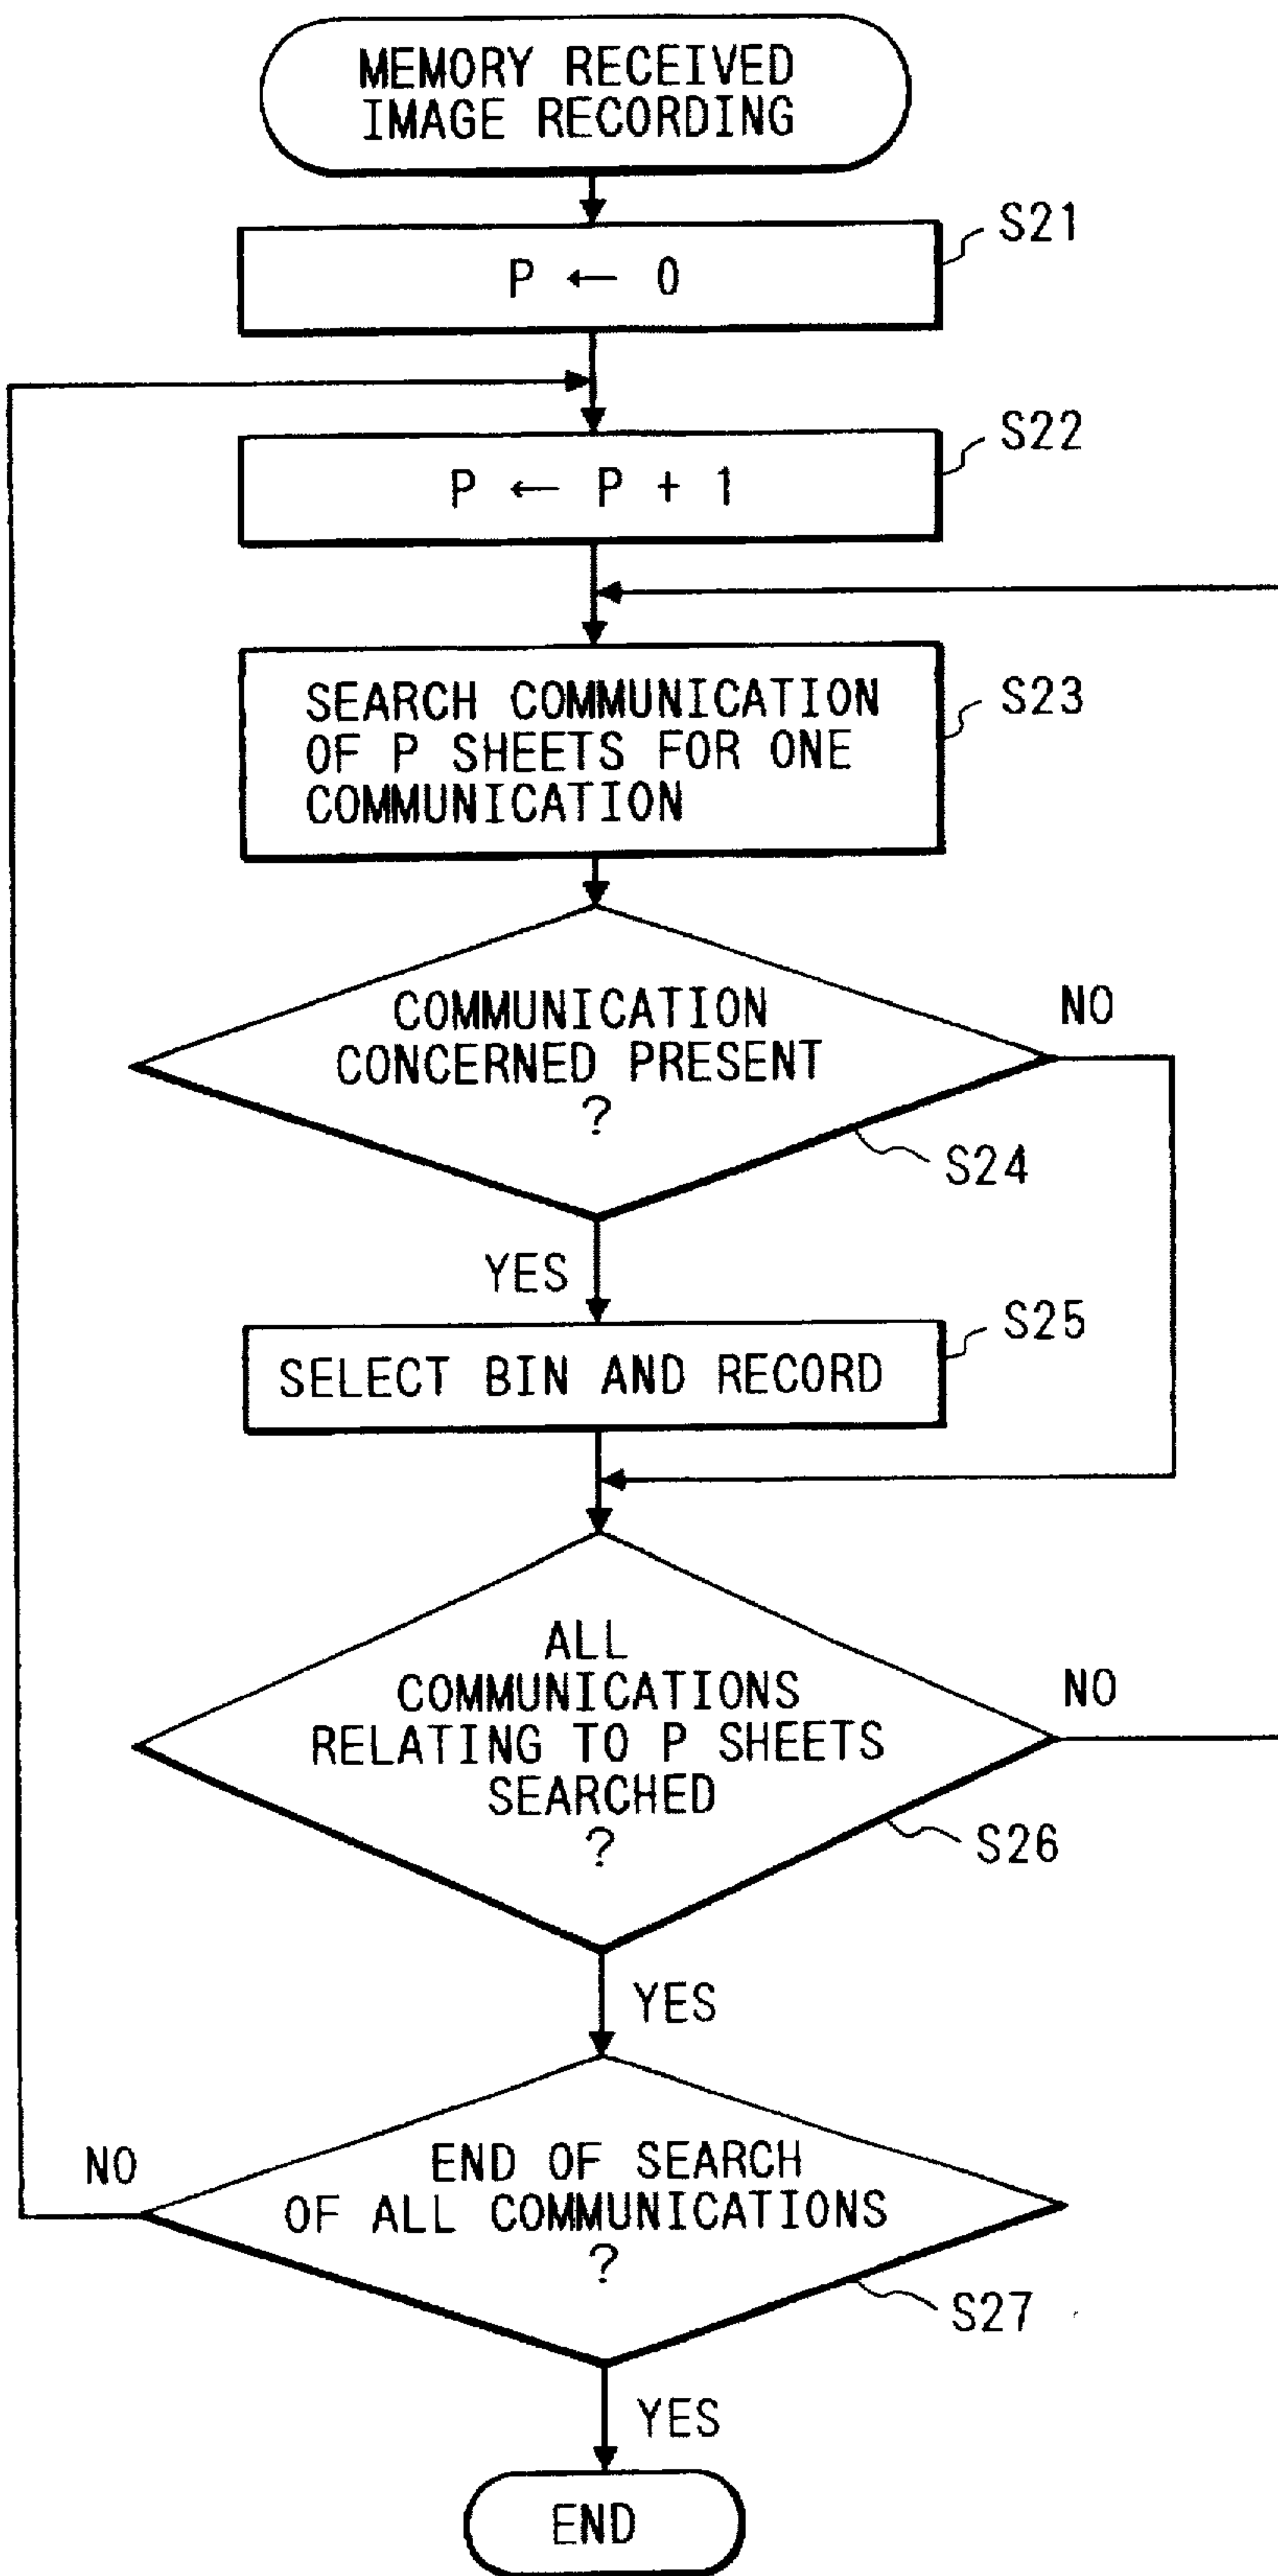 MEMORY RECEIVED
IMAGE RECORDING
S21
P ← 0
S22
P ← P + 1
S23
SEARCH COMMUNICATION
OF P SHEETS FOR ONE
COMMUNICATION
COMMUNICATION
CONCERNED PRESENT
?
NO
S24
YES
S25
SELECT BIN AND RECORD
ALL
COMMUNICATIONS
RELATING TO P SHEETS
SEARCHED
?
NO
S26
YES
NO
END OF SEARCH
OF ALL COMMUNICATIONS
?
S27
YES
END